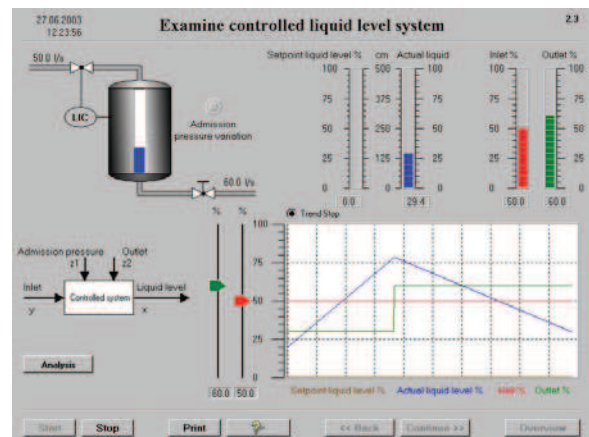 27.06.2003
12:23:56
Examine controlled liquid level system
2.3
50.0 l/s
Setpoint liquid level % cm Actual liquid
Inlet % Outlet %
100 500 100
100 100
75 375 75
75 75
50 250 50
50 50
25 125 25
25 25
0 0 0
0 0
0.0 29.4
50.0 60.0
LIC
Admission
pressure variation
60.0 l/s
% %
Trend Stop
100
75
50
25
0
Admission pressure Outlet
z1 z2
Inlet
Controlled system
Liquid level
y x
Analysis
60.0 50.0
Setpoint liquid level % Actual liquid level % Inlet % Outlet %
Start Stop Print ? << Back Continue >> Overview